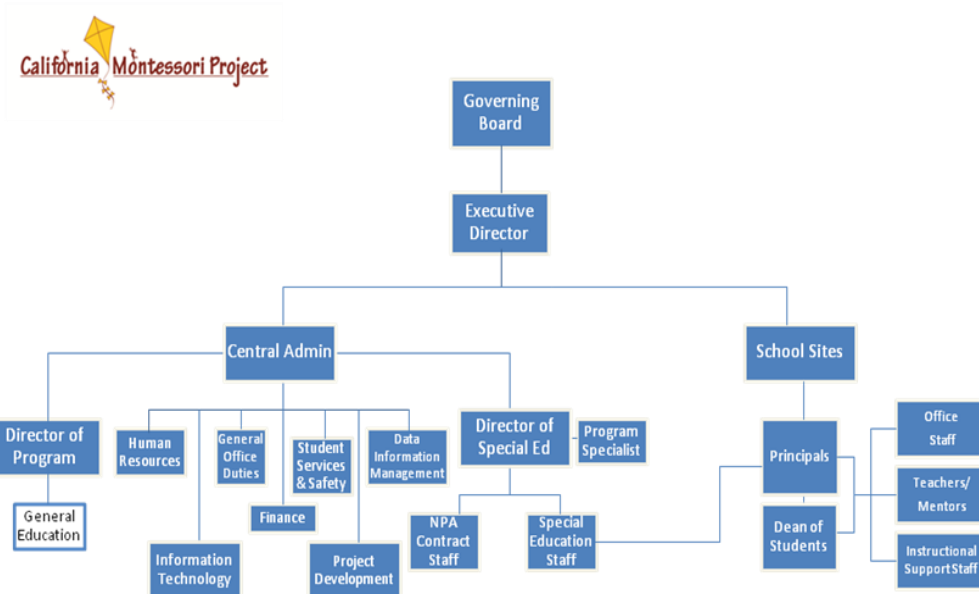 California Montessori Project
Governing
Board
Executive
Director
Central Admin
School Sites
Director of
Program
Human
Resources
General
Office
Duties
Student
Services
& Safety
Data
Information
Management
Director of
Special Ed
Program
Specialist
Principals
Office
Staff
Teachers/
Mentors
General
Education
Finance
NPA
Contract
Staff
Special
Education
Staff
Dean of
Students
Instructional
Support Staff
Information
Technology
Project
Development